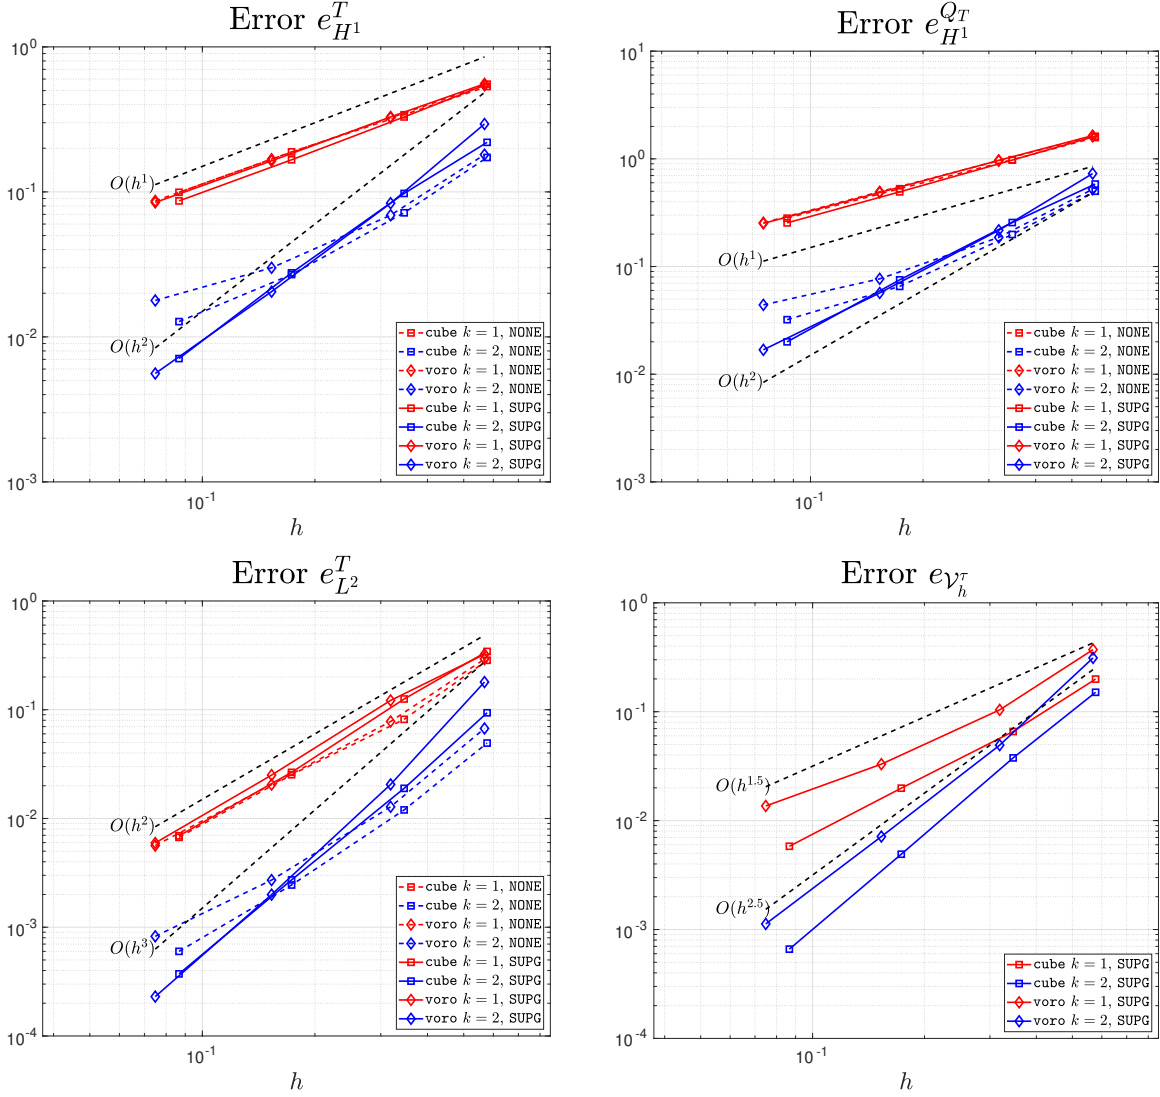 Error $e^{T}_{H^1}$
10^0
10^-1
10^-2
10^-3
O(h^1)
O(h^2)
cube k = 1, NONE
cube k = 2, NONE
voro k = 1, NONE
voro k = 2, NONE
cube k = 1, SUPG
cube k = 2, SUPG
voro k = 1, SUPG
voro k = 2, SUPG
10^-1
h
Error $e^{Q_T}_{H^1}$
10^1
10^0
10^-1
10^-2
10^-3
O(h^1)
O(h^2)
cube k = 1, NONE
cube k = 2, NONE
voro k = 1, NONE
voro k = 2, NONE
cube k = 1, SUPG
cube k = 2, SUPG
voro k = 1, SUPG
voro k = 2, SUPG
10^-1
h
Error $e^{T}_{L^2}$
10^0
10^-1
10^-2
10^-3
10^-4
O(h^2)
O(h^3)
cube k = 1, NONE
cube k = 2, NONE
voro k = 1, NONE
voro k = 2, NONE
cube k = 1, SUPG
cube k = 2, SUPG
voro k = 1, SUPG
voro k = 2, SUPG
10^-1
h
Error $e_{\mathcal{V}^{\tau}_h}$
10^0
10^-1
10^-2
10^-3
10^-4
O(h^1.5)
O(h^2.5)
cube k = 1, SUPG
cube k = 2, SUPG
voro k = 1, SUPG
voro k = 2, SUPG
10^-1
h